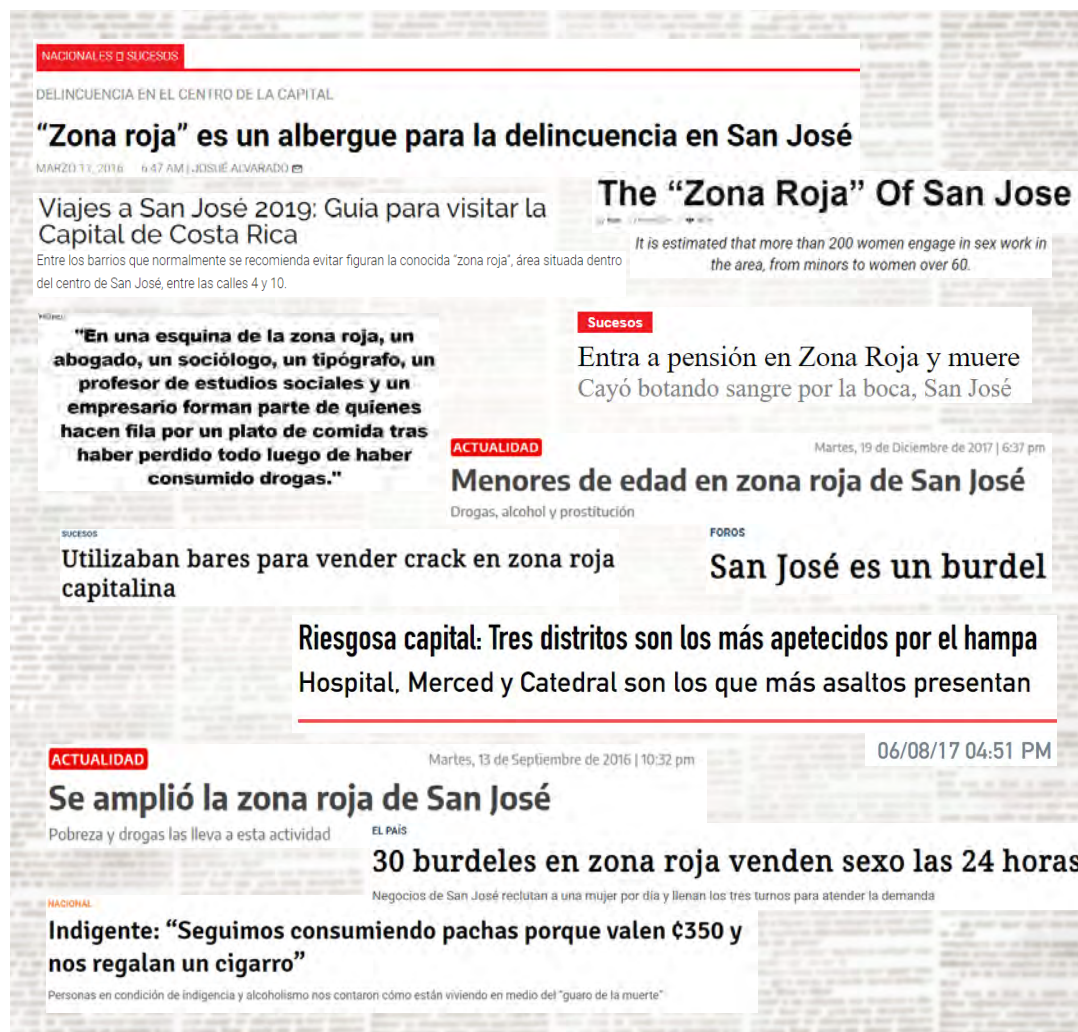 NACIONALES SUCESOS
DELINCUENCIA EN EL CENTRO DE LA CAPITAL
“Zona roja” es un albergue para la delincuencia en San José
MARZO 11, 2016 6:47 AM | JOSUÉ ALVARADO
Viajes a San José 2019: Guía para visitar la
Capital de Costa Rica
Entre los barrios que normalmente se recomienda evitar figuran la conocida “zona roja”, área situada dentro
del centro de San José, entre las calles 4 y 10.
The “Zona Roja” Of San Jose
It is estimated that more than 200 women engage in sex work in
the area, from minors to women over 60.
"En una esquina de la zona roja, un
abogado, un sociólogo, un tipógrafo, un
profesor de estudios sociales y un
empresario forman parte de quienes
hacen fila por un plato de comida tras
haber perdido todo luego de haber
consumido drogas."
Sucesos
Entra a pensión en Zona Roja y muere
Cayó botando sangre por la boca, San José
ACTUALIDAD
Martes, 19 de Diciembre de 2017 | 6:37 pm
Menores de edad en zona roja de San José
Drogas, alcohol y prostitución
SUCESOS
Utilizaban bares para vender crack en zona roja
capitalina
FOROS
San José es un burdel
Riesgosa capital: Tres distritos son los más apetecidos por el hampa
Hospital, Merced y Catedral son los que más asaltos presentan
06/08/17 04:51 PM
ACTUALIDAD
Martes, 13 de Septiembre de 2016 | 10:32 pm
Se amplió la zona roja de San José
Pobreza y drogas las lleva a esta actividad
EL PAÍS
30 burdeles en zona roja venden sexo las 24 horas
Negocios de San José reclutan a una mujer por día y llenan los tres turnos para atender la demanda
NACIONAL
Indigente: “Seguimos consumiendo pachas porque valen ¢350 y
nos regalan un cigarro”
Personas en condición de indigencia y alcoholismo nos contaron cómo están viviendo en medio del “guaro de la muerte”